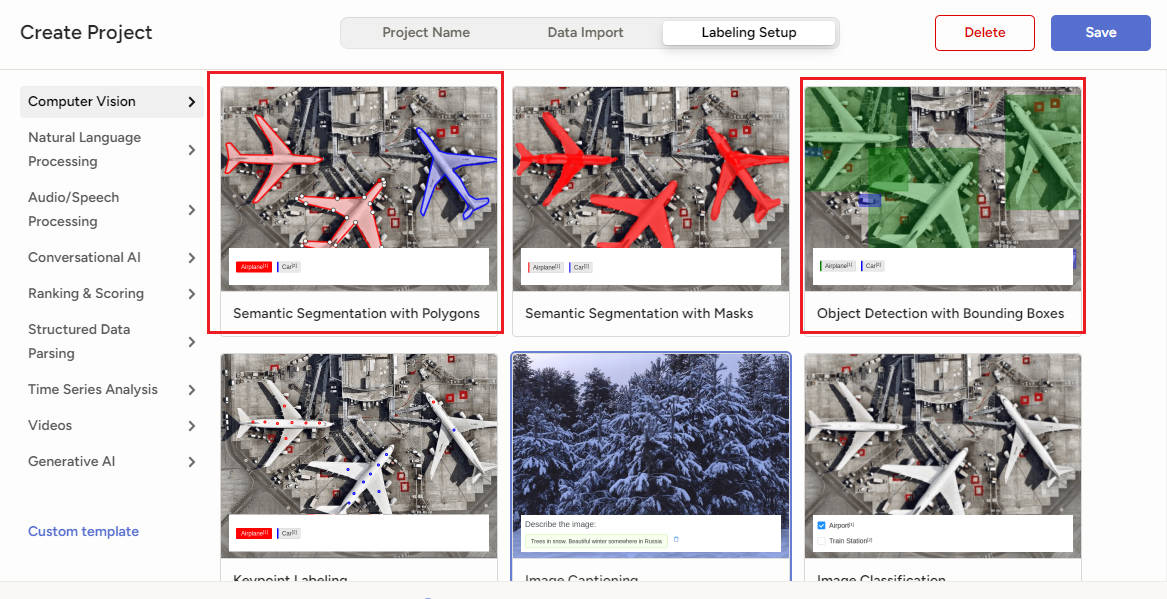 Create Project
Project Name
Data Import
Labeling Setup
Delete
Save
Computer Vision
Natural Language
Processing
Audio/Speech
Processing
Conversational AI
Ranking & Scoring
Structured Data
Parsing
Time Series Analysis
Videos
Generative AI
Custom template
Airplane[1] Car[2]
Semantic Segmentation with Polygons
Airplane[1] Car[2]
Semantic Segmentation with Masks
Airplane[1] Car[2]
Object Detection with Bounding Boxes
Airplane[1] Car[2]
Keypoint Labeling
Describe the image:
Trees in snow. Beautiful winter somewhere in Russia
Image Captioning
Airport[1]
Train Station[2]
Image Classification